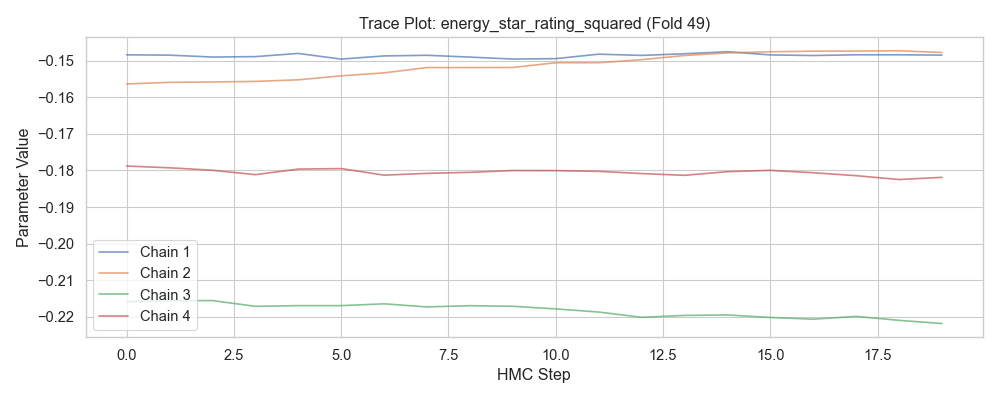 Trace Plot: energy_star_rating_squared (Fold 49)
Parameter Value
−0.15
−0.16
−0.17
−0.18
−0.19
−0.20
−0.21
−0.22
Chain 1
Chain 2
Chain 3
Chain 4
0.0 2.5 5.0 7.5 10.0 12.5 15.0 17.5
HMC Step